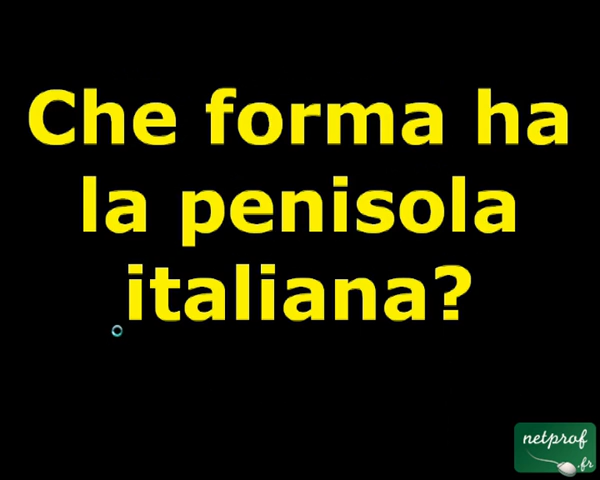 Che forma ha
la penisola
italiana?
netprof
.fr